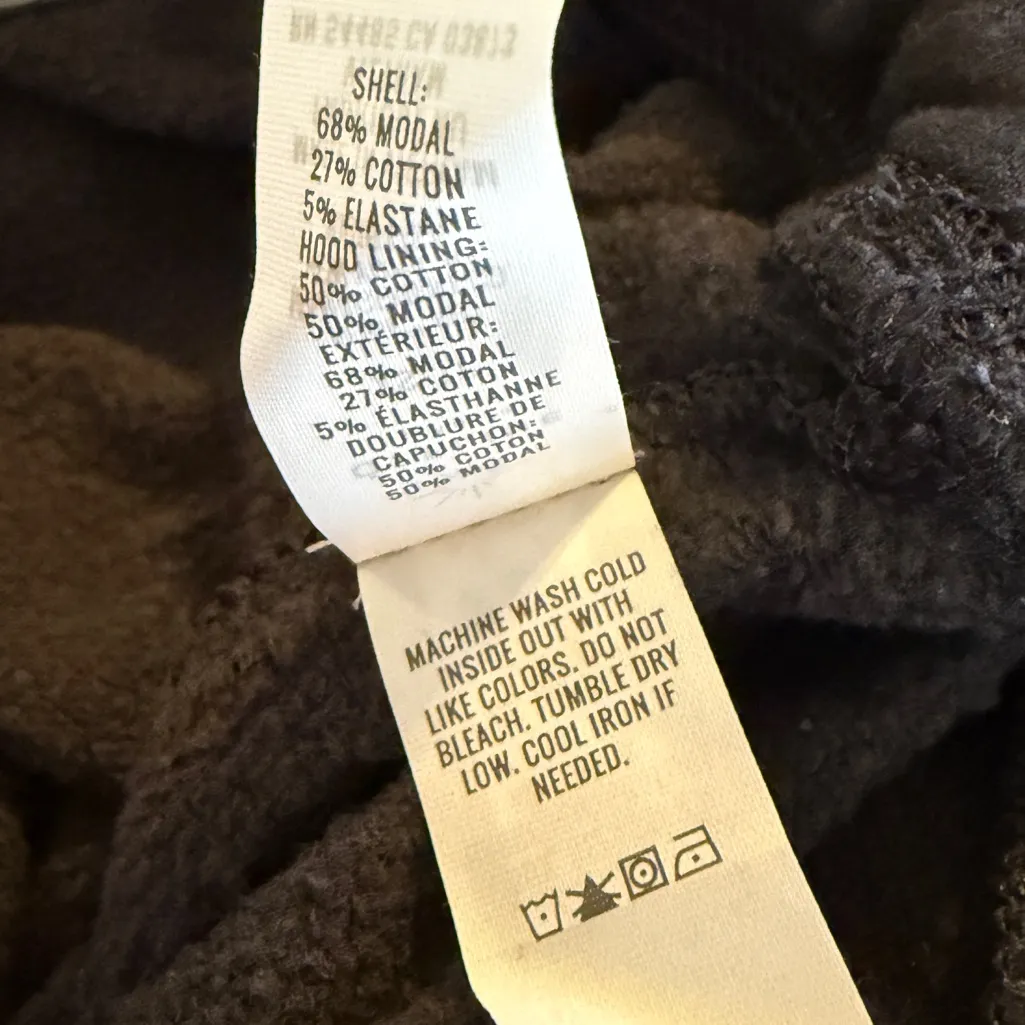 SHELL:
68% MODAL
27% COTTON
5% ELASTANE
HOOD LINING:
50% COTTON
50% MODAL
EXTÉRIEUR:
68% MODAL
27% COTON
5% ÉLASTHANNE
DOUBLURE DE
CAPUCHON:
50% COTON
50% MODAL
MACHINE WASH COLD
INSIDE OUT WITH
LIKE COLORS. DO NOT
BLEACH. TUMBLE DRY
LOW. COOL IRON IF
NEEDED.